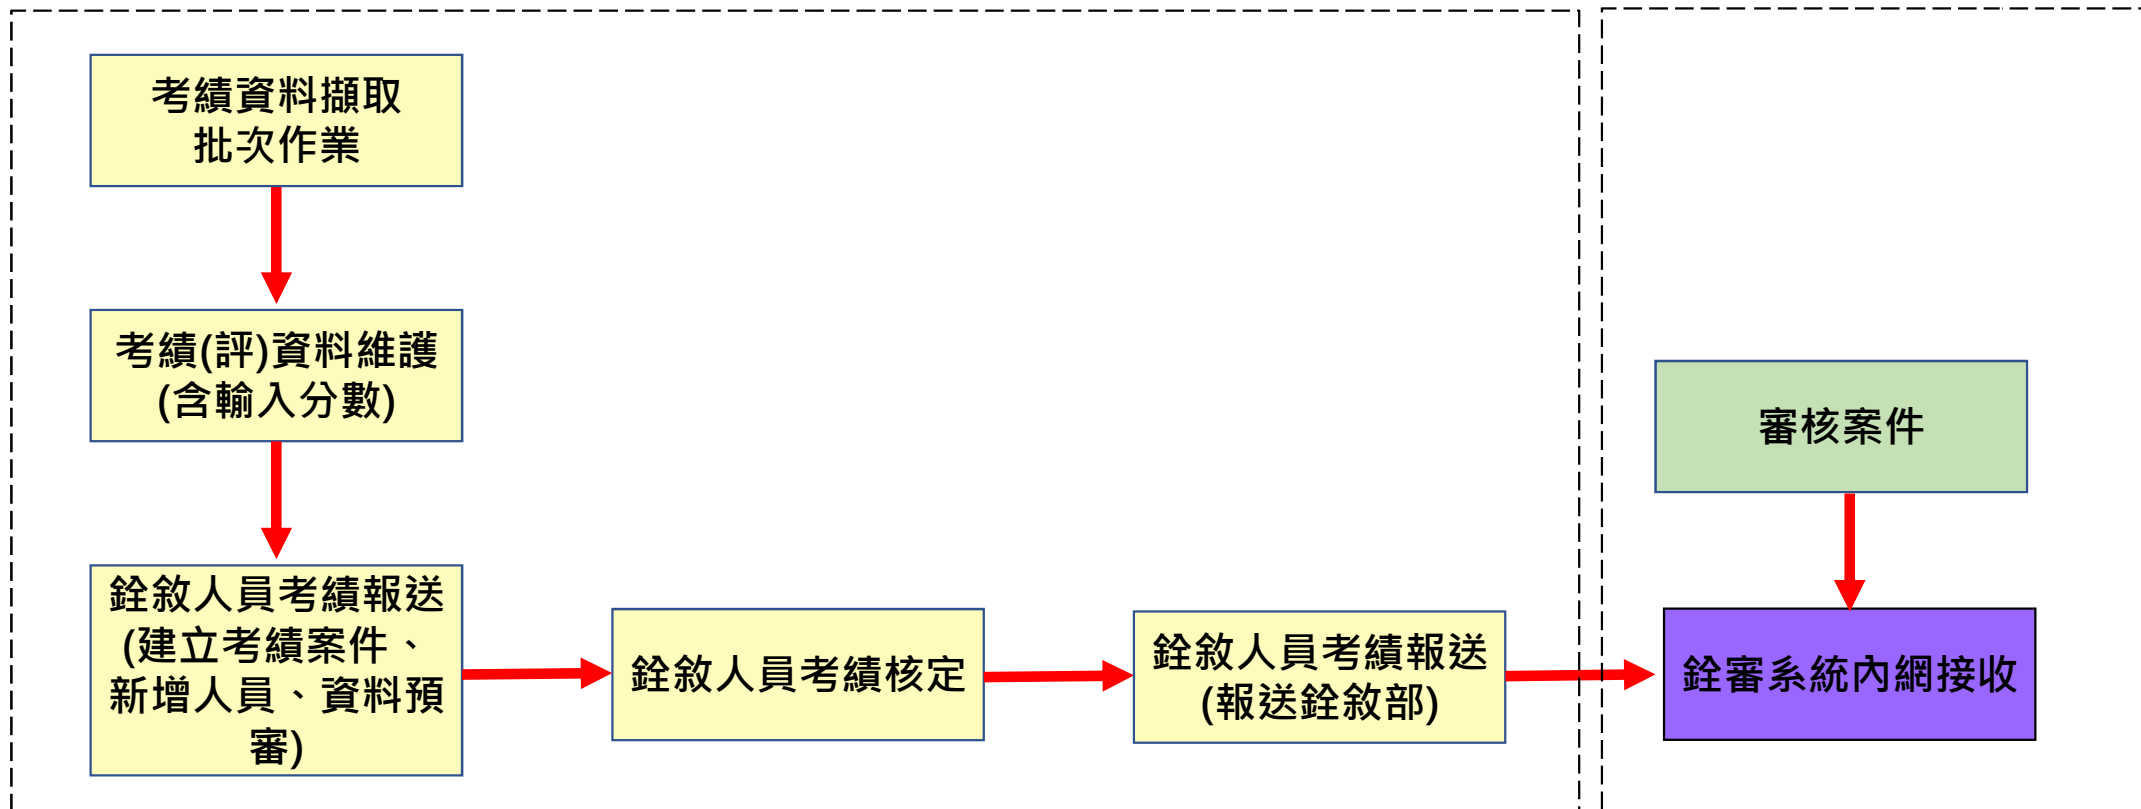 考績資料擷取
批次作業
考績(評)資料維護
(含輸入分數)
銓敘人員考績報送
(建立考績案件、
新增人員、資料預
審)
銓敘人員考績核定
銓敘人員考績報送
(報送銓敘部)
審核案件
銓審系統內網接收